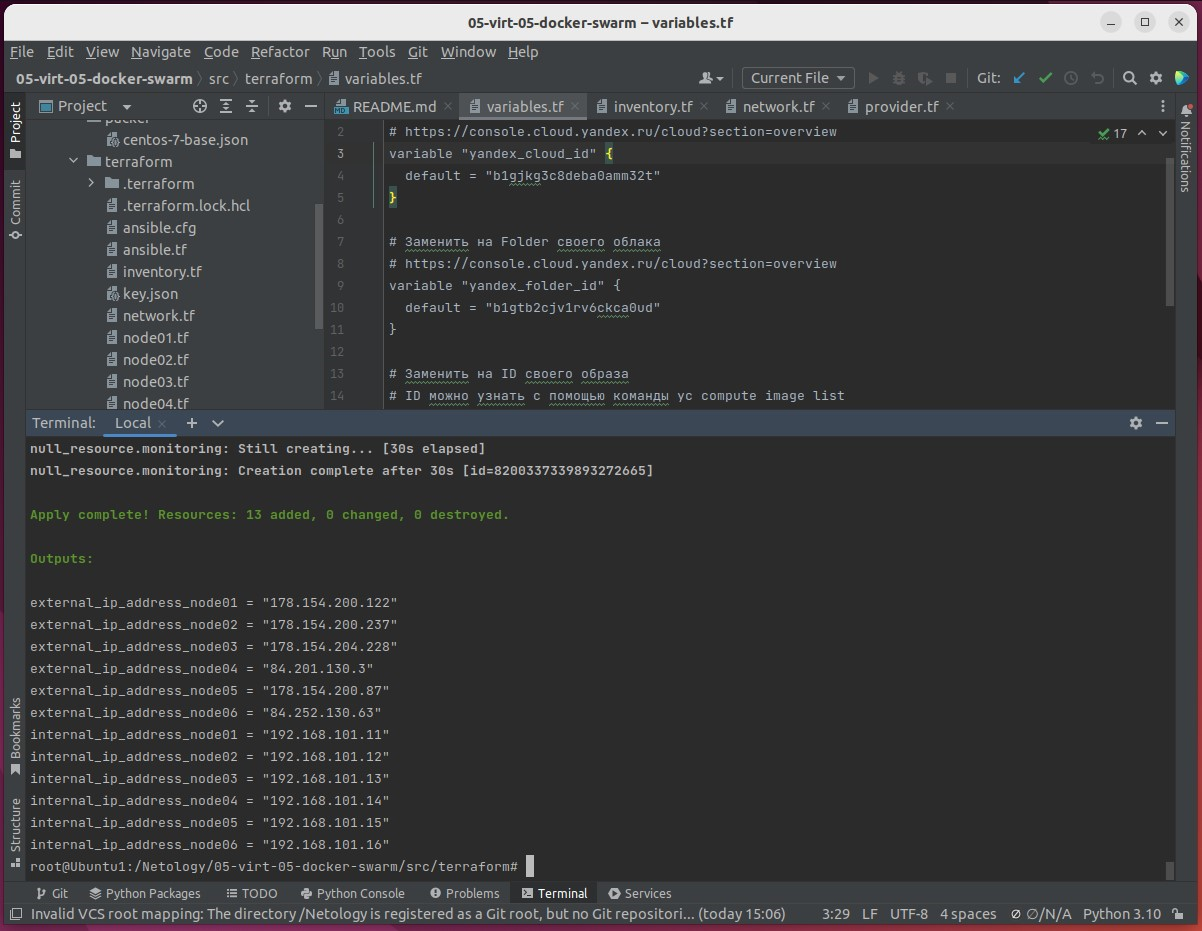 05-virt-05-docker-swarm – variables.tf
File Edit View Navigate Code Refactor Run Tools Git Window Help
05-virt-05-docker-swarm src terraform variables.tf
Current File
Git:
Project
README.md
variables.tf
inventory.tf
network.tf
provider.tf
Project
Commit
Bookmarks
Structure
Notifications
packer
centos-7-base.json
terraform
.terraform
.terraform.lock.hcl
ansible.cfg
ansible.tf
inventory.tf
key.json
network.tf
node01.tf
node02.tf
node03.tf
node04.tf
17
2 # https://console.cloud.yandex.ru/cloud?section=overview
3 variable "yandex_cloud_id" {
4 default = "b1gjkg3c8deba0amm32t"
5 }
6
7 # Заменить на Folder своего облака
8 # https://console.cloud.yandex.ru/cloud?section=overview
9 variable "yandex_folder_id" {
10 default = "b1gtb2cjv1rv6ckca0ud"
11 }
12
13 # Заменить на ID своего образа
14 # ID можно узнать с помощью команды yc compute image list
Terminal: Local
null_resource.monitoring: Still creating... [30s elapsed]
null_resource.monitoring: Creation complete after 30s [id=8200337339893272665]
Apply complete! Resources: 13 added, 0 changed, 0 destroyed.
Outputs:
external_ip_address_node01 = "178.154.200.122"
external_ip_address_node02 = "178.154.200.237"
external_ip_address_node03 = "178.154.204.228"
external_ip_address_node04 = "84.201.130.3"
external_ip_address_node05 = "178.154.200.87"
external_ip_address_node06 = "84.252.130.63"
internal_ip_address_node01 = "192.168.101.11"
internal_ip_address_node02 = "192.168.101.12"
internal_ip_address_node03 = "192.168.101.13"
internal_ip_address_node04 = "192.168.101.14"
internal_ip_address_node05 = "192.168.101.15"
internal_ip_address_node06 = "192.168.101.16"
root@Ubuntu1:/Netology/05-virt-05-docker-swarm/src/terraform#
Git Python Packages TODO Python Console Problems Terminal Services
Invalid VCS root mapping: The directory /Netology is registered as a Git root, but no Git repositori... (today 15:06) 3:29 LF UTF-8 4 spaces ∅/N/A Python 3.10